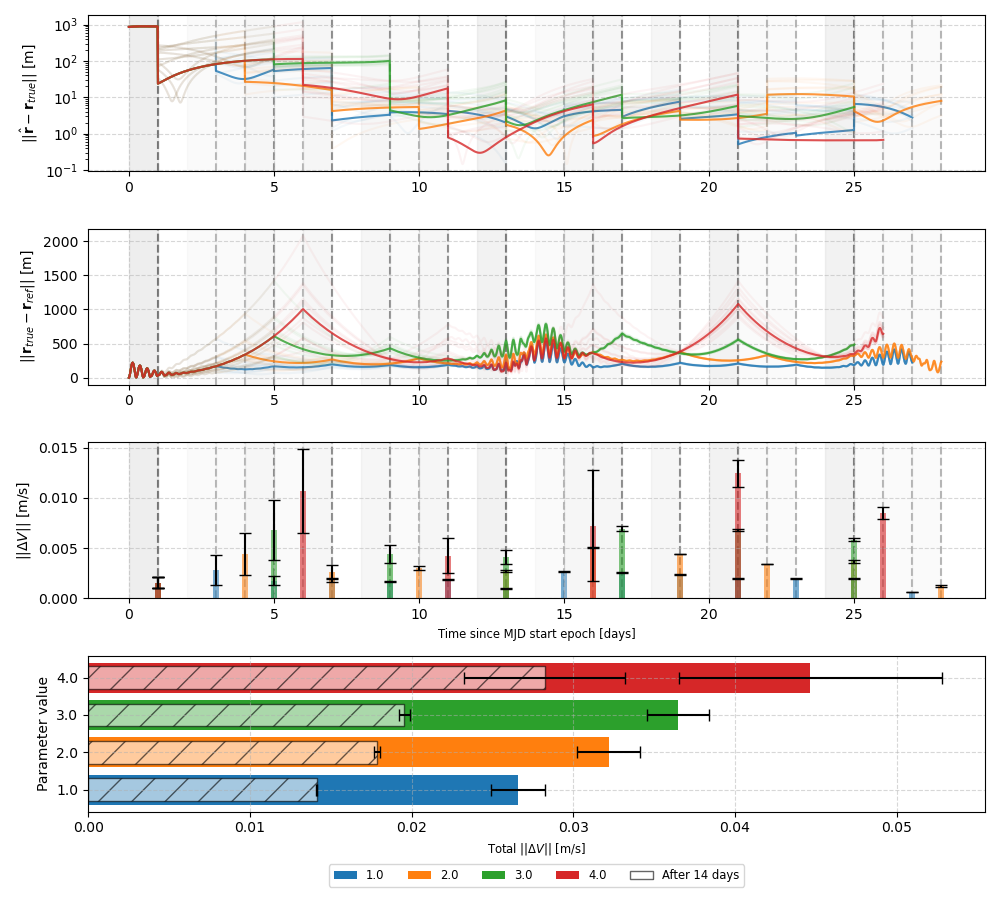 ||r̂ − r_true|| [m]
10³
10²
10¹
10⁰
10⁻¹
0 5 10 15 20 25
||r_true − r_ref|| [m]
2000
1500
1000
500
0
0 5 10 15 20 25
||ΔV|| [m/s]
0.015
0.010
0.005
0.000
0 5 10 15 20 25
Time since MJD start epoch [days]
Parameter value
4.0
3.0
2.0
1.0
0.00 0.01 0.02 0.03 0.04 0.05
Total ||ΔV|| [m/s]
1.0 2.0 3.0 4.0 After 14 days